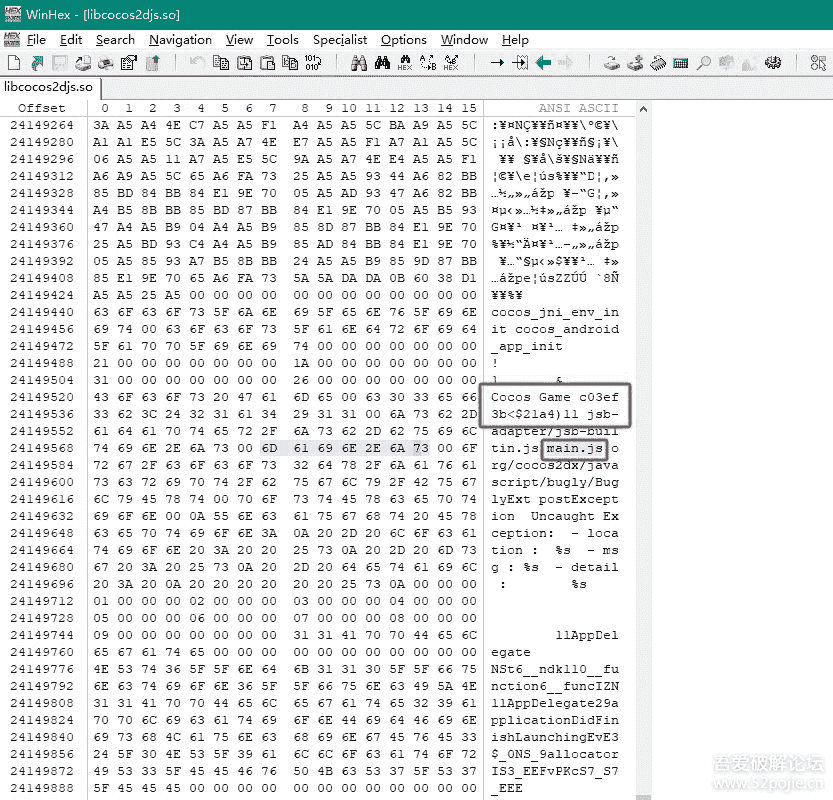 WinHex - [libcocos2djs.so]
File Edit Search Navigation View Tools Specialist Options Window Help
libcocos2djs.so
Offset 0 1 2 3 4 5 6 7 8 9 10 11 12 13 14 15 ANSI ASCII
24149264 3A A5 A4 4E C7 A5 A5 F1 A4 A5 A5 5C BA A9 A5 5C
24149280 A1 A1 E5 5C 3A A5 A7 4E E7 A5 A5 F1 A7 A1 A5 5C
24149296 06 A5 A5 11 A7 A5 E5 5C 9A A5 A7 4E E4 A5 A5 F1
24149312 A6 A9 A5 5C 65 A6 FA 73 25 A5 A5 93 44 A6 82 BB
24149328 85 BD 84 BB 84 E1 9E 70 05 A5 AD 93 47 A6 82 BB
24149344 A4 B5 8B BB 85 BD 87 BB 84 E1 9E 70 05 A5 B5 93
24149360 47 A4 A5 B9 04 A4 A5 B9 85 8D 87 BB 84 E1 9E 70
24149376 25 A5 BD 93 C4 A4 A5 B9 85 AD 84 BB 84 E1 9E 70
24149392 05 A5 85 93 A7 B5 8B BB 24 A5 A5 B9 85 9D 87 BB
24149408 85 E1 9E 70 65 A6 FA 73 5A 5A DA DA 0B 60 38 D1
24149424 A5 A5 25 A5 00 00 00 00 00 00 00 00 00 00 00 00 ¥¥%¥
24149440 63 6F 63 6F 73 5F 6A 6E 69 5F 65 6E 76 5F 69 6E cocos_jni_env_in
24149456 69 74 00 63 6F 63 6F 73 5F 61 6E 64 72 6F 69 64 it cocos_android
24149472 5F 61 70 70 5F 69 6E 69 74 00 00 00 00 00 00 00 _app_init
24149488 21 00 00 00 00 00 00 00 1A 00 00 00 00 00 00 00 !
24149504 31 00 00 00 00 00 00 00 26 00 00 00 00 00 00 00 1 &
24149520 43 6F 63 6F 73 20 47 61 6D 65 00 63 30 33 65 66 Cocos Game c03ef
24149536 33 62 3C 24 32 31 61 34 29 31 31 00 6A 73 62 2D 3b<$21a4)11 jsb-
24149552 61 64 61 70 74 65 72 2F 6A 73 62 2D 62 75 69 6C adapter/jsb-buil
24149568 74 69 6E 2E 6A 73 00 6D 61 69 6E 2E 6A 73 00 6F tin.js main.js o
24149584 72 67 2F 63 6F 63 6F 73 32 64 78 2F 6A 61 76 61 rg/cocos2dx/java
24149600 73 63 72 69 70 74 2F 62 75 67 6C 79 2F 42 75 67 script/bugly/Bug
24149616 6C 79 45 78 74 00 70 6F 73 74 45 78 63 65 70 74 lyExt postExcept
24149632 69 6F 6E 00 0A 55 6E 63 61 75 67 68 74 20 45 78 ion Uncaught Ex
24149648 63 65 70 74 69 6F 6E 3A 0A 20 2D 20 6C 6F 63 61 ception: - loca
24149664 74 69 6F 6E 20 3A 20 20 25 73 0A 20 2D 20 6D 73 tion : %s - ms
24149680 67 20 3A 20 25 73 0A 20 2D 20 64 65 74 61 69 6C g : %s - detail
24149696 20 3A 20 0A 20 20 20 20 20 20 25 73 0A 00 00 00 : %s
24149712 01 00 00 00 02 00 00 00 03 00 00 00 04 00 00 00
24149728 05 00 00 00 06 00 00 00 07 00 00 00 08 00 00 00
24149744 09 00 00 00 00 00 00 00 31 31 41 70 70 44 65 6C 11AppDel
24149760 65 67 61 74 65 00 00 00 00 00 00 00 00 00 00 00 egate
24149776 4E 53 74 36 5F 5F 6E 64 6B 31 31 30 5F 5F 66 75 NSt6__ndk110__fu
24149792 6E 63 74 69 6F 6E 36 5F 5F 66 75 6E 63 49 5A 4E nction6__funcIZN
24149808 31 31 41 70 70 44 65 6C 65 67 61 74 65 32 39 61 11AppDelegate29a
24149824 70 70 6C 69 63 61 74 69 6F 6E 44 69 64 46 69 6E pplicationDidFin
24149840 69 73 68 4C 61 75 6E 63 68 69 6E 67 45 76 45 33 ishLaunchingEvE3
24149856 24 5F 30 4E 53 5F 39 61 6C 6C 6F 63 61 74 6F 72 $_0NS_9allocator
24149872 49 53 33 5F 45 45 46 76 50 4B 63 53 37 5F 53 37 IS3_EEFvPKcS7_S7
24149888 5F 45 45 45 00 00 00 00 00 00 00 00 00 00 00 00 _EEE
吾爱破解论坛
www.52pojie.cn